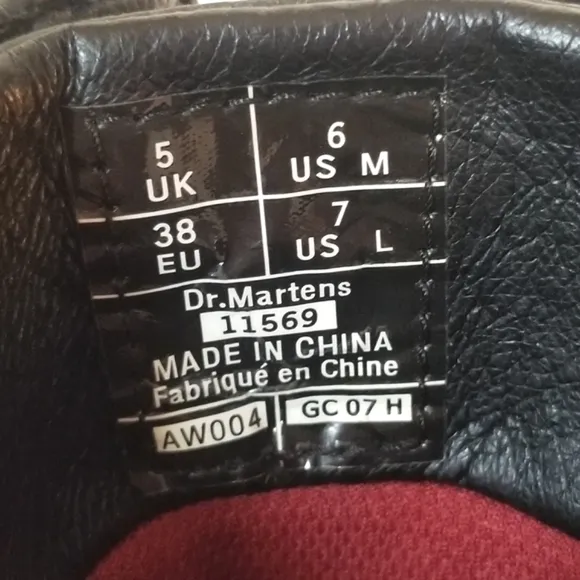 5
UK
6
US M
38
EU
7
US L
Dr.Martens
11569
MADE IN CHINA
Fabriqué en Chine
AW004
GC 07 H